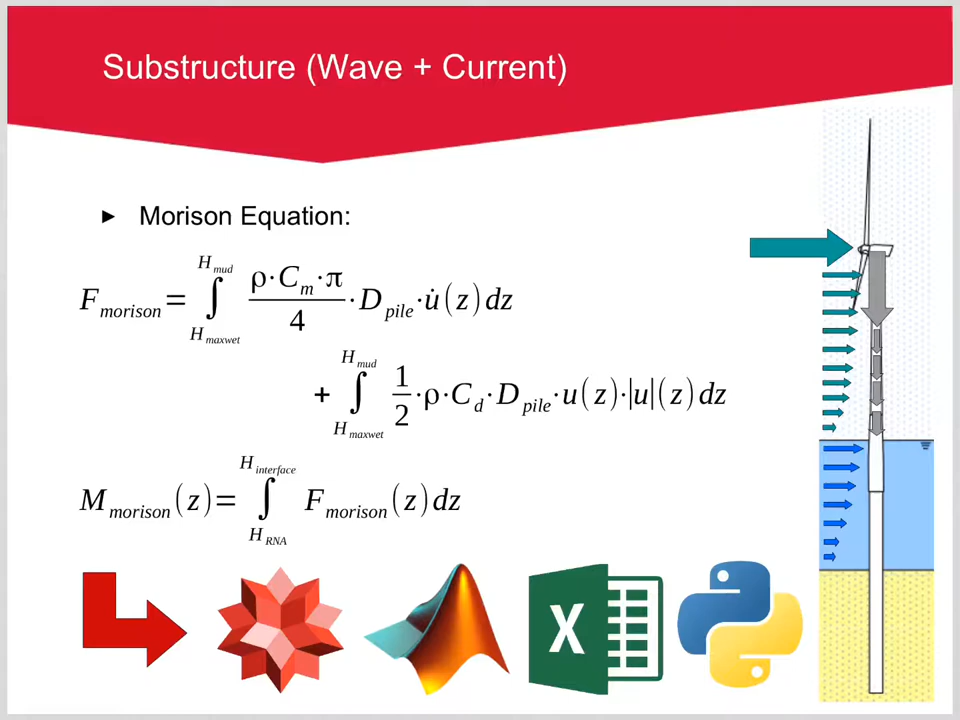 Substructure (Wave + Current)
► Morison Equation:
F_morison = ∫_{H_maxwet}^{H_mud} (ρ·C_m·π)/4 ·D_pile·u̇(z)dz
+ ∫_{H_maxwet}^{H_mud} 1/2 ·ρ·C_d·D_pile·u(z)·|u|(z)dz
M_morison(z)= ∫_{H_RNA}^{H_interface} F_morison(z)dz
X